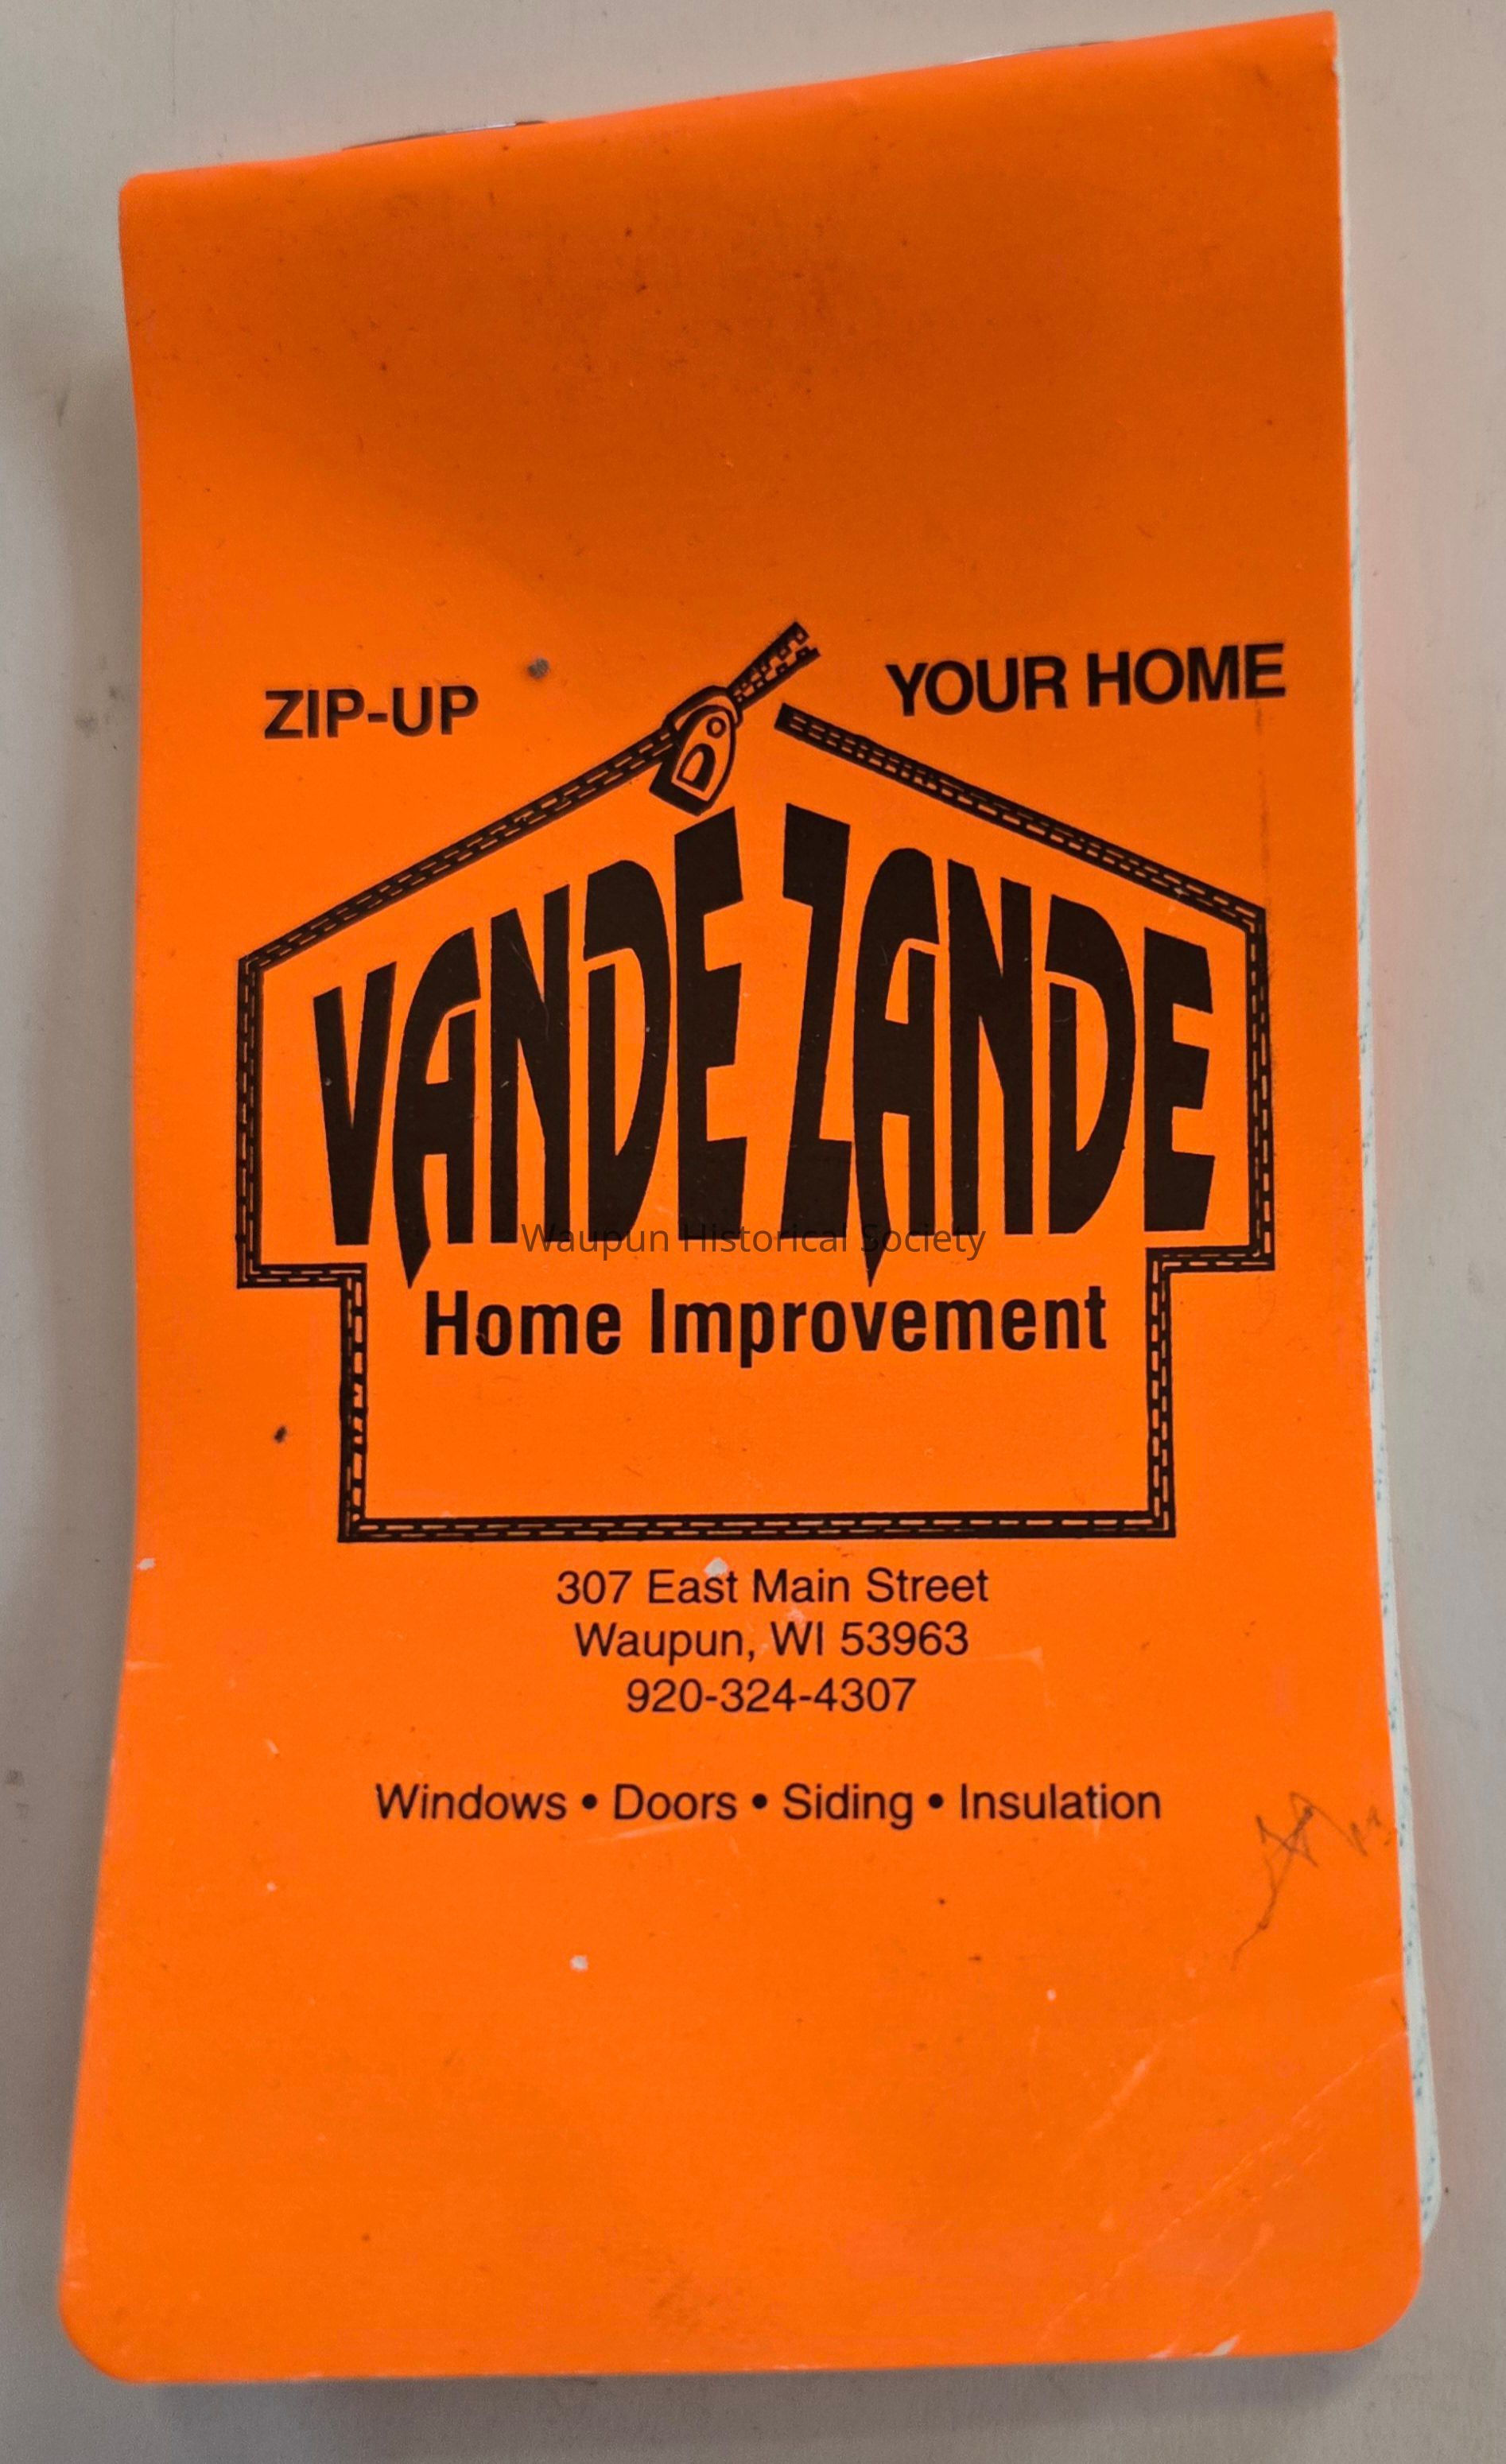 ZIP-UP YOUR HOME
VANDE ZANDE
Waupun Historical Society
Home Improvement
307 East Main Street
Waupun, WI 53963
920-324-4307
Windows • Doors • Siding • Insulation